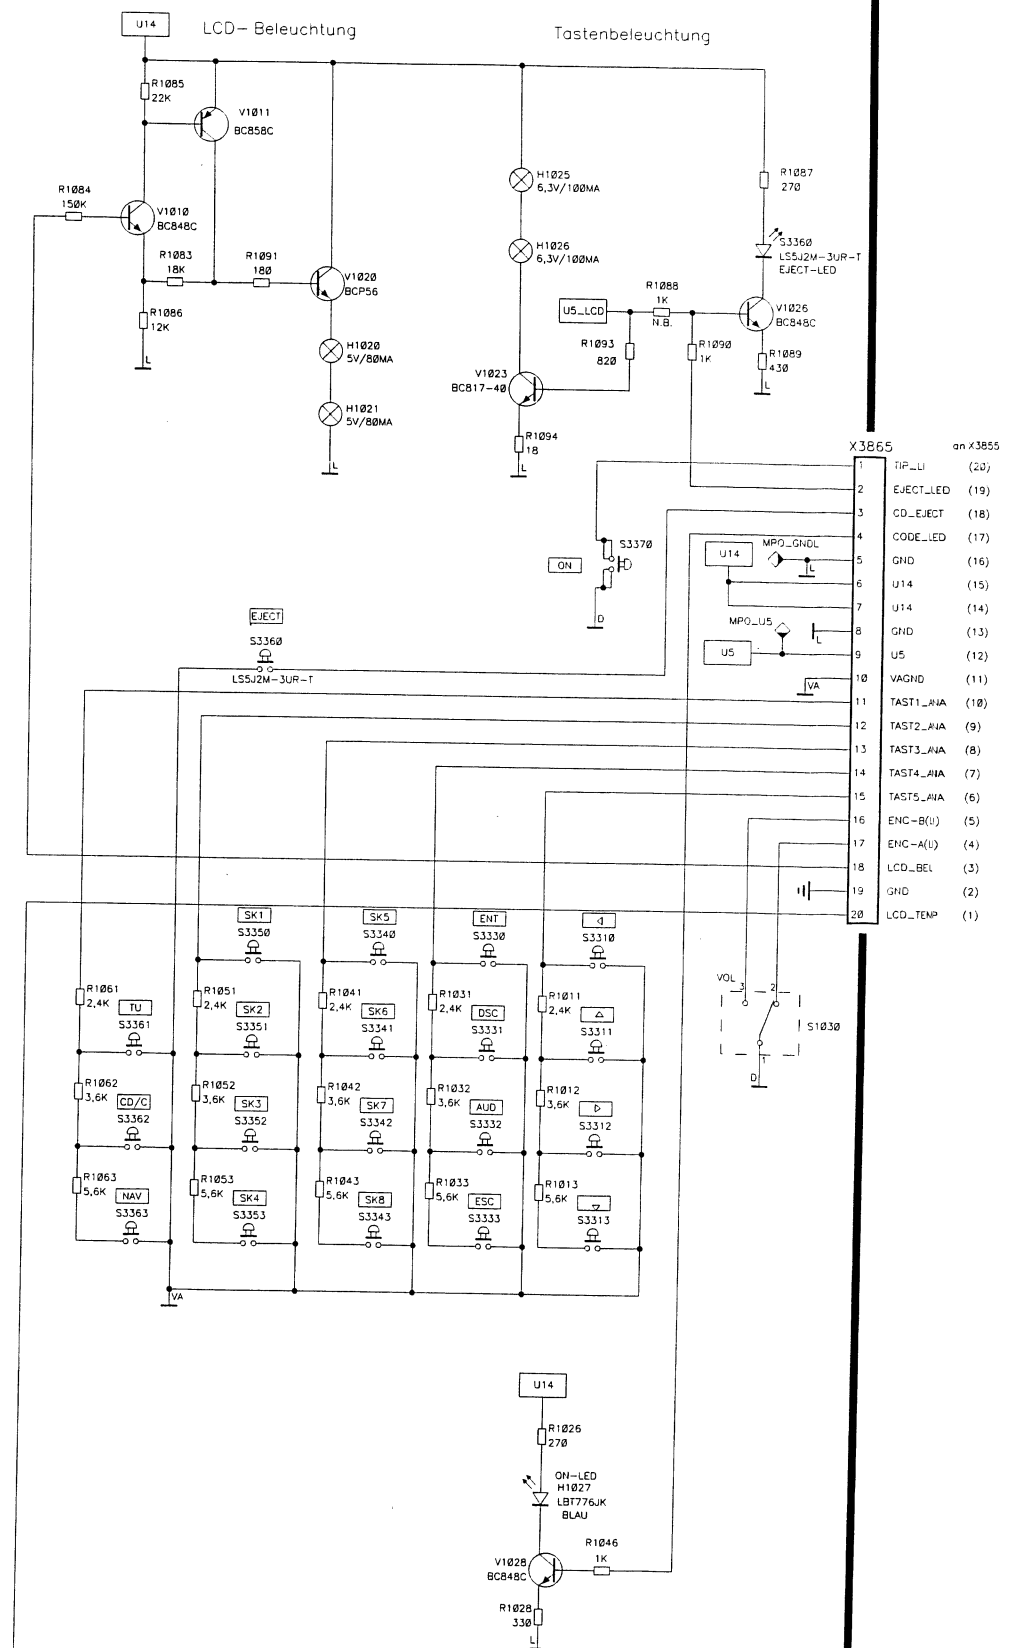 U14
LCD- Beleuchtung
Tastenbeleuchtung
R1085
22K
V1011
BC858C
R1084
150K
V1010
BC848C
R1083
18K
R1091
180
V1020
BCP56
R1086
12K
L
H1020
5V/80MA
H1021
5V/80MA
L
H1025
6,3V/100MA
H1026
6,3V/100MA
R1087
270
S3360
LS5J2M-3UR-T
EJECT-LED
U5_LCD
R1088
1K
N.B.
V1026
BC848C
R1093
820
R1090
1K
R1089
430
L
V1023
BC817-40
R1094
18
L
X3865
an X3855
1 TIP_LI (20)
2 EJECT_LED (19)
3 CD_EJECT (18)
4 CODE_LED (17)
5 GND (16)
6 U14 (15)
7 U14 (14)
8 GND (13)
9 U5 (12)
10 VAGND (11)
11 TAST1_ANA (10)
12 TAST2_ANA (9)
13 TAST3_ANA (8)
14 TAST4_ANA (7)
15 TAST5_ANA (6)
16 ENC-B(U) (5)
17 ENC-A(U) (4)
18 LCD_BEL (3)
19 GND (2)
20 LCD_TEMP (1)
S3370
ON
D
U14
MPO_GNDL
L
MPO_U5
L
U5
VA
EJECT
S3360
LS5J2M-3UR-T
SK1
S3350
SK5
S3340
ENT
S3330
S3310
R1061
2,4K
TU
S3361
R1051
2,4K
SK2
S3351
R1041
2,4K
SK6
S3341
R1031
2,4K
DSC
S3331
R1011
2,4K
S3311
R1062
3,6K
CD/C
S3362
R1052
3,6K
SK3
S3352
R1042
3,6K
SK7
S3342
R1032
3,6K
AUD
S3332
R1012
3,6K
S3312
R1063
5,6K
NAV
S3363
R1053
5,6K
SK4
S3353
R1043
5,6K
SK8
S3343
R1033
5,6K
ESC
S3333
R1013
5,6K
S3313
VA
VOL
3
2
S1030
1
D
U14
R1026
270
ON-LED
H1027
LBT776JK
BLAU
R1046
1K
V1028
BC848C
R1028
330
L